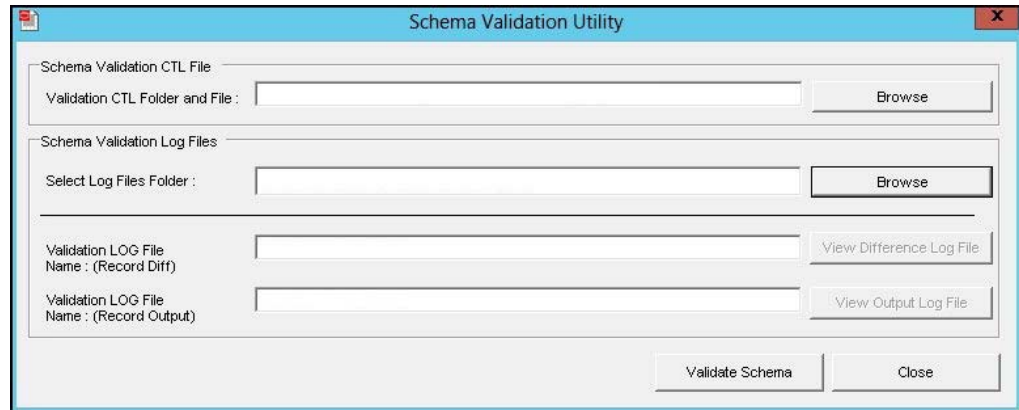 Schema Validation Utility
x
Schema Validation CTL File
Validation CTL Folder and File :
Browse
Schema Validation Log Files
Select Log Files Folder :
Browse
Validation LOG File
Name : (Record Diff)
View Difference Log File
Validation LOG File
Name : (Record Output)
View Output Log File
Validate Schema
Close